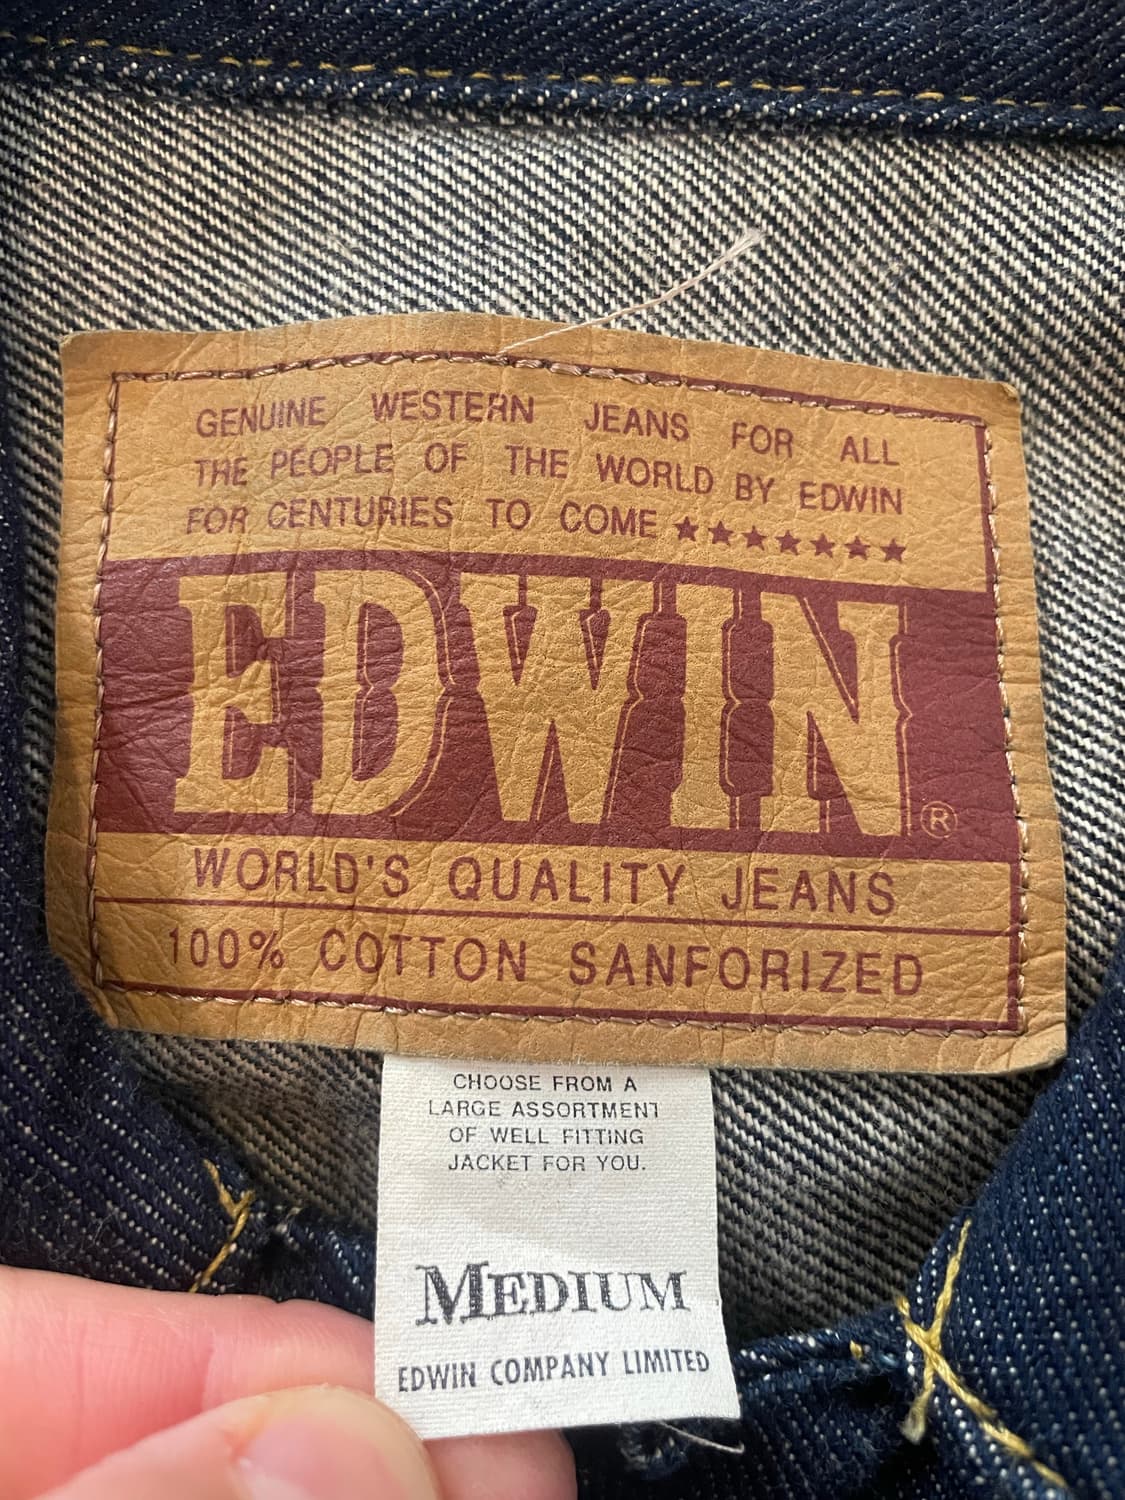 GENUINE WESTERN JEANS FOR ALL
THE PEOPLE OF THE WORLD BY EDWIN
FOR CENTURIES TO COME ★★★★★★★
EDWIN ®
WORLD'S QUALITY JEANS
100% COTTON SANFORIZED
CHOOSE FROM A
LARGE ASSORTMENT
OF WELL FITTING
JACKET FOR YOU.
MEDIUM
EDWIN COMPANY LIMITED